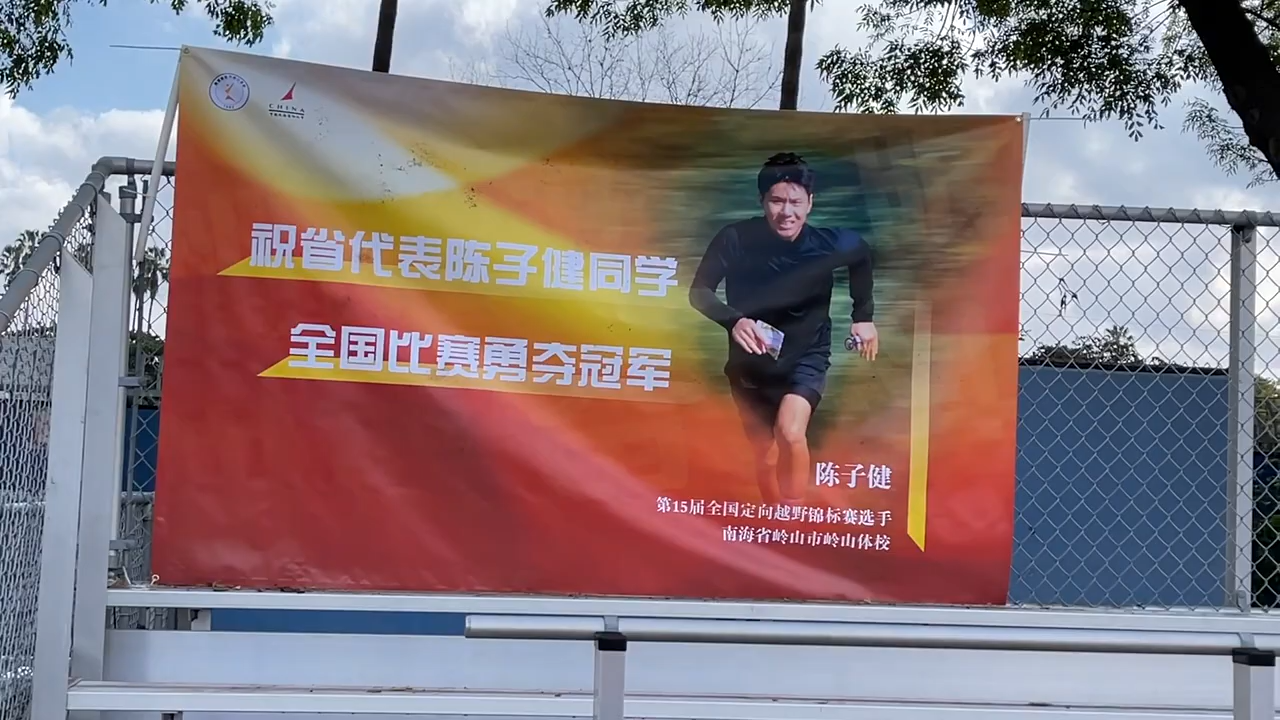 CHINA
祝省代表陈子健同学
全国比赛勇夺冠军
陈子健
第15届全国定向越野锦标赛选手
南海省岭山市岭山体校